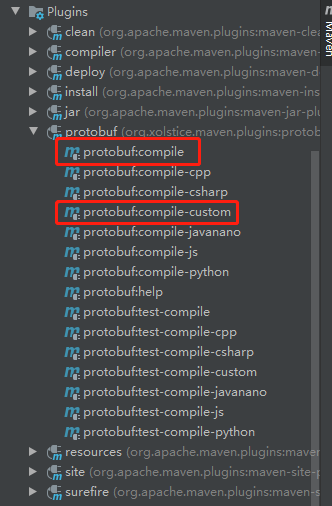 Plugins
clean (org.apache.maven.plugins:maven-clea
compiler (org.apache.maven.plugins:maven-
deploy (org.apache.maven.plugins:maven-d
install (org.apache.maven.plugins:maven-ins
jar (org.apache.maven.plugins:maven-jar-plu
protobuf (org.xolstice.maven.plugins:protob
protobuf:compile
protobuf:compile-cpp
protobuf:compile-csharp
protobuf:compile-custom
protobuf:compile-javanano
protobuf:compile-js
protobuf:compile-python
protobuf:help
protobuf:test-compile
protobuf:test-compile-cpp
protobuf:test-compile-csharp
protobuf:test-compile-custom
protobuf:test-compile-javanano
protobuf:test-compile-js
protobuf:test-compile-python
resources (org.apache.maven.plugins:maven
site (org.apache.maven.plugins:maven-site-p
surefire (org.apache.maven.plugins:maven-s
Maven